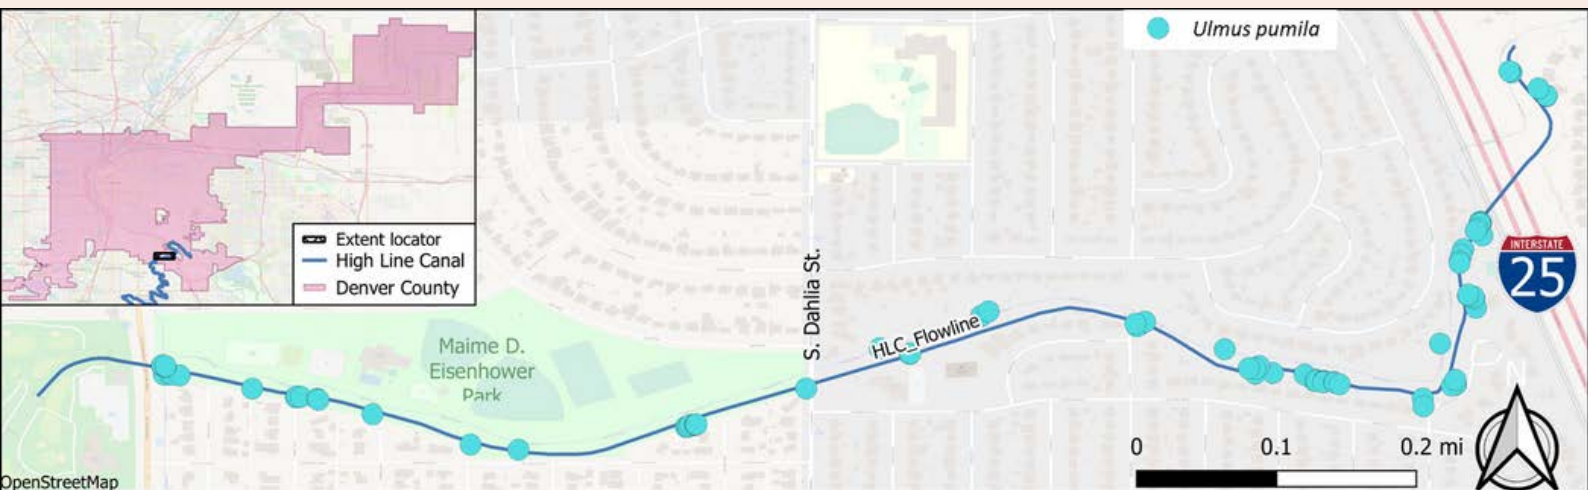 Ulmus pumila
Extent locator
High Line Canal
Denver County
S. Dahlia St.
HLC_Flowline
Maime D.
Eisenhower
Park
INTERSTATE
25
N
0 0.1 0.2 mi
OpenStreetMap